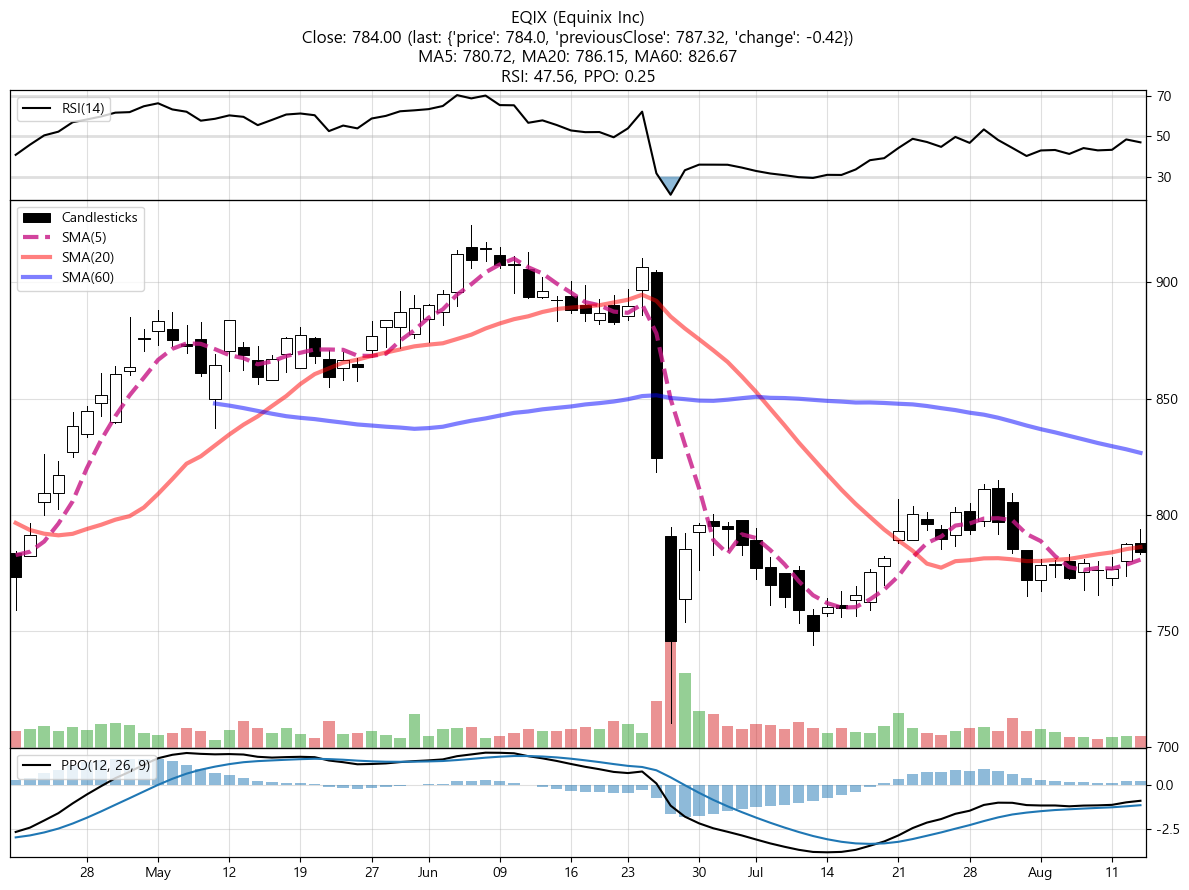 EQIX (Equinix Inc)
Close: 784.00 (last: {'price': 784.0, 'previousClose': 787.32, 'change': -0.42})
MA5: 780.72, MA20: 786.15, MA60: 826.67
RSI: 47.56, PPO: 0.25
RSI(14)
70
50
30
Candlesticks
SMA(5)
SMA(20)
SMA(60)
900
850
800
750
700
PPO(12, 26, 9)
0.0
−2.5
28 May 12 19 27 Jun 09 16 23 30 Jul 14 21 28 Aug 11